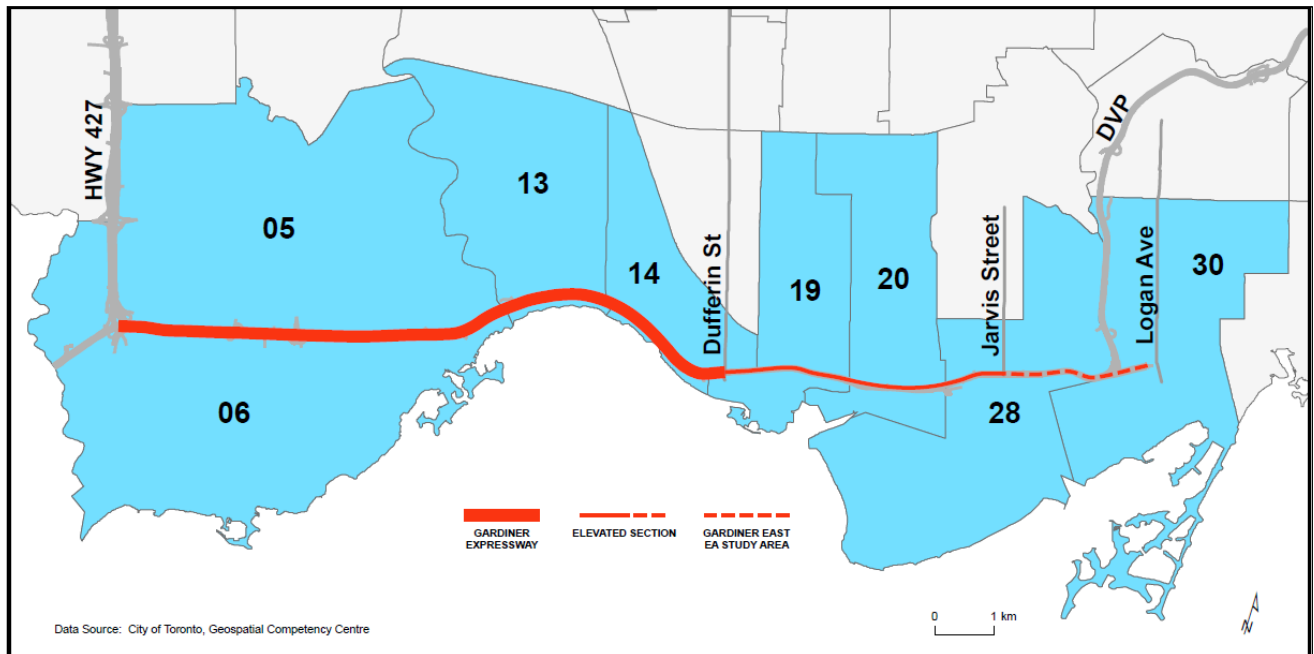 HWY 427
05
13
14
Dufferin St
19
20
Jarvis Street
DVP
Logan Ave
30
06
28
GARDINER
EXPRESSWAY
ELEVATED SECTION
GARDINER EAST
EA STUDY AREA
0 1 km
Data Source: City of Toronto, Geospatial Competency Centre
N